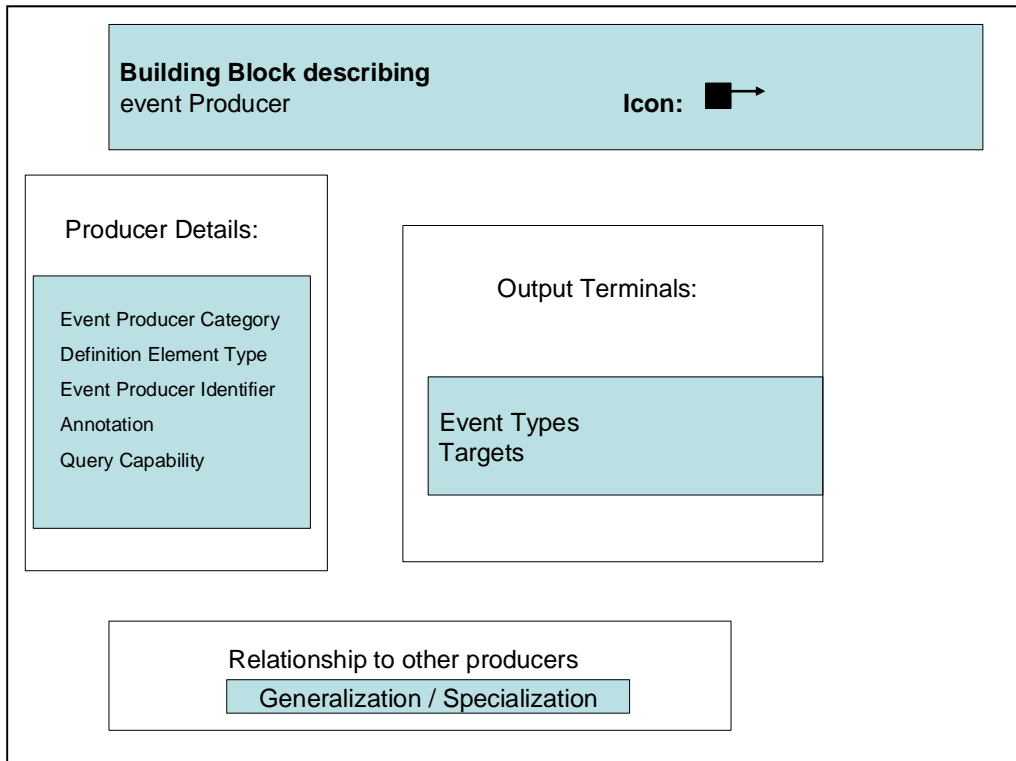 Building Block describing
event Producer
Icon:
Producer Details:
Event Producer Category
Definition Element Type
Event Producer Identifier
Annotation
Query Capability
Output Terminals:
Event Types
Targets
Relationship to other producers
Generalization / Specialization